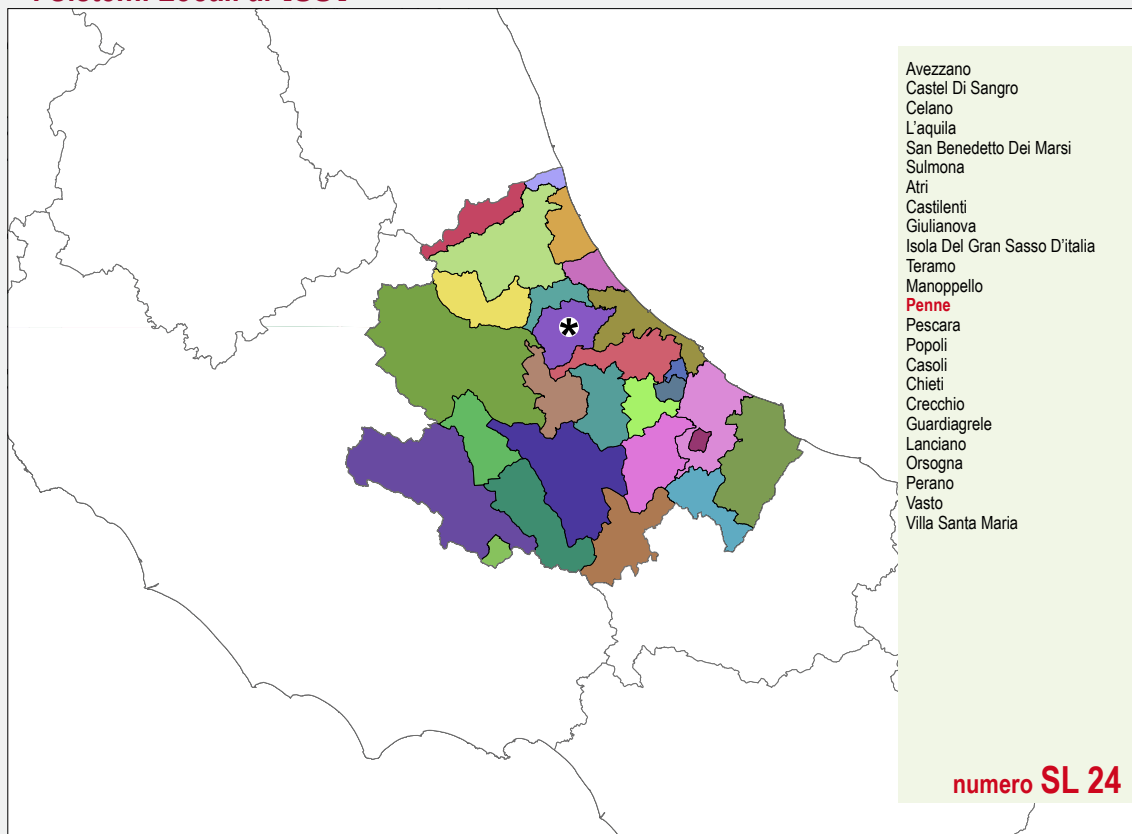 Avezzano
Castel Di Sangro
Celano
L'aquila
San Benedetto Dei Marsi
Sulmona
Atri
Castilenti
Giulianova
Isola Del Gran Sasso D'italia
Teramo
Manoppello
Penne
Pescara
Popoli
Casoli
Chieti
Crecchio
Guardiagrele
Lanciano
Orsogna
Perano
Vasto
Villa Santa Maria
*
numero SL 24